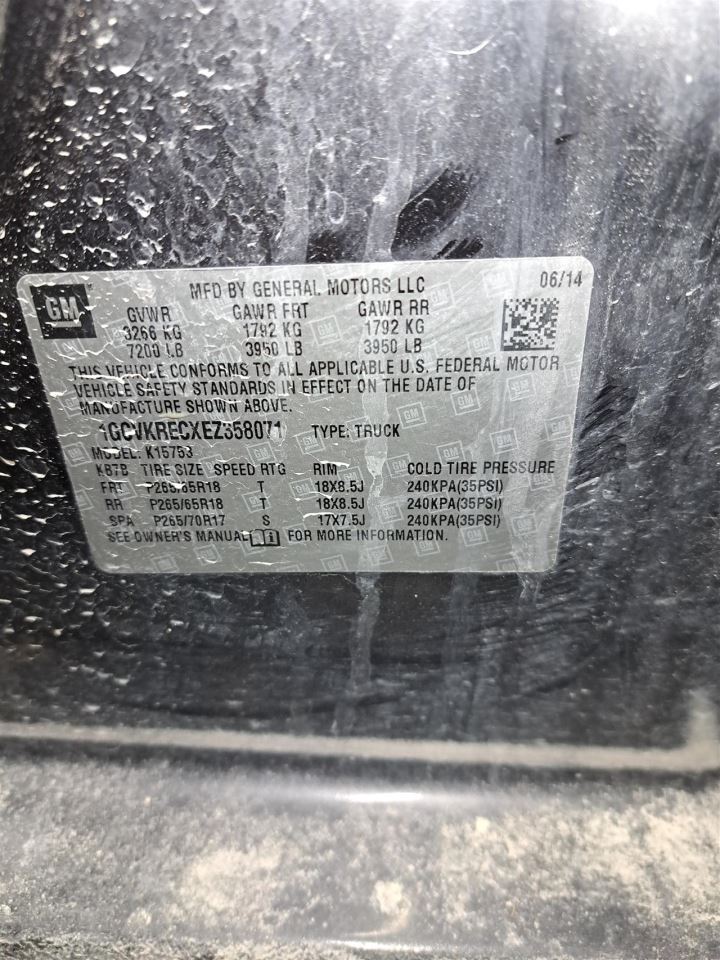 GM
MFD BY GENERAL MOTORS LLC 06/14
GVWR GAWR FRT GAWR RR
3266 KG 1792 KG 1792 KG
7200 LB 3950 LB 3950 LB
THIS VEHICLE CONFORMS TO ALL APPLICABLE U.S. FEDERAL MOTOR
VEHICLE SAFETY STANDARDS IN EFFECT ON THE DATE OF
MANUFACTURE SHOWN ABOVE.
1GCVKRECXEZ358071 TYPE: TRUCK
MODEL: K15753
K67B TIRE SIZE SPEED RTG RIM COLD TIRE PRESSURE
FRT P265/65R18 T 18X8.5J 240KPA(35PSI)
RR P265/65R18 T 18X8.5J 240KPA(35PSI)
SPA P265/70R17 S 17X7.5J 240KPA(35PSI)
SEE OWNER'S MANUAL FOR MORE INFORMATION.